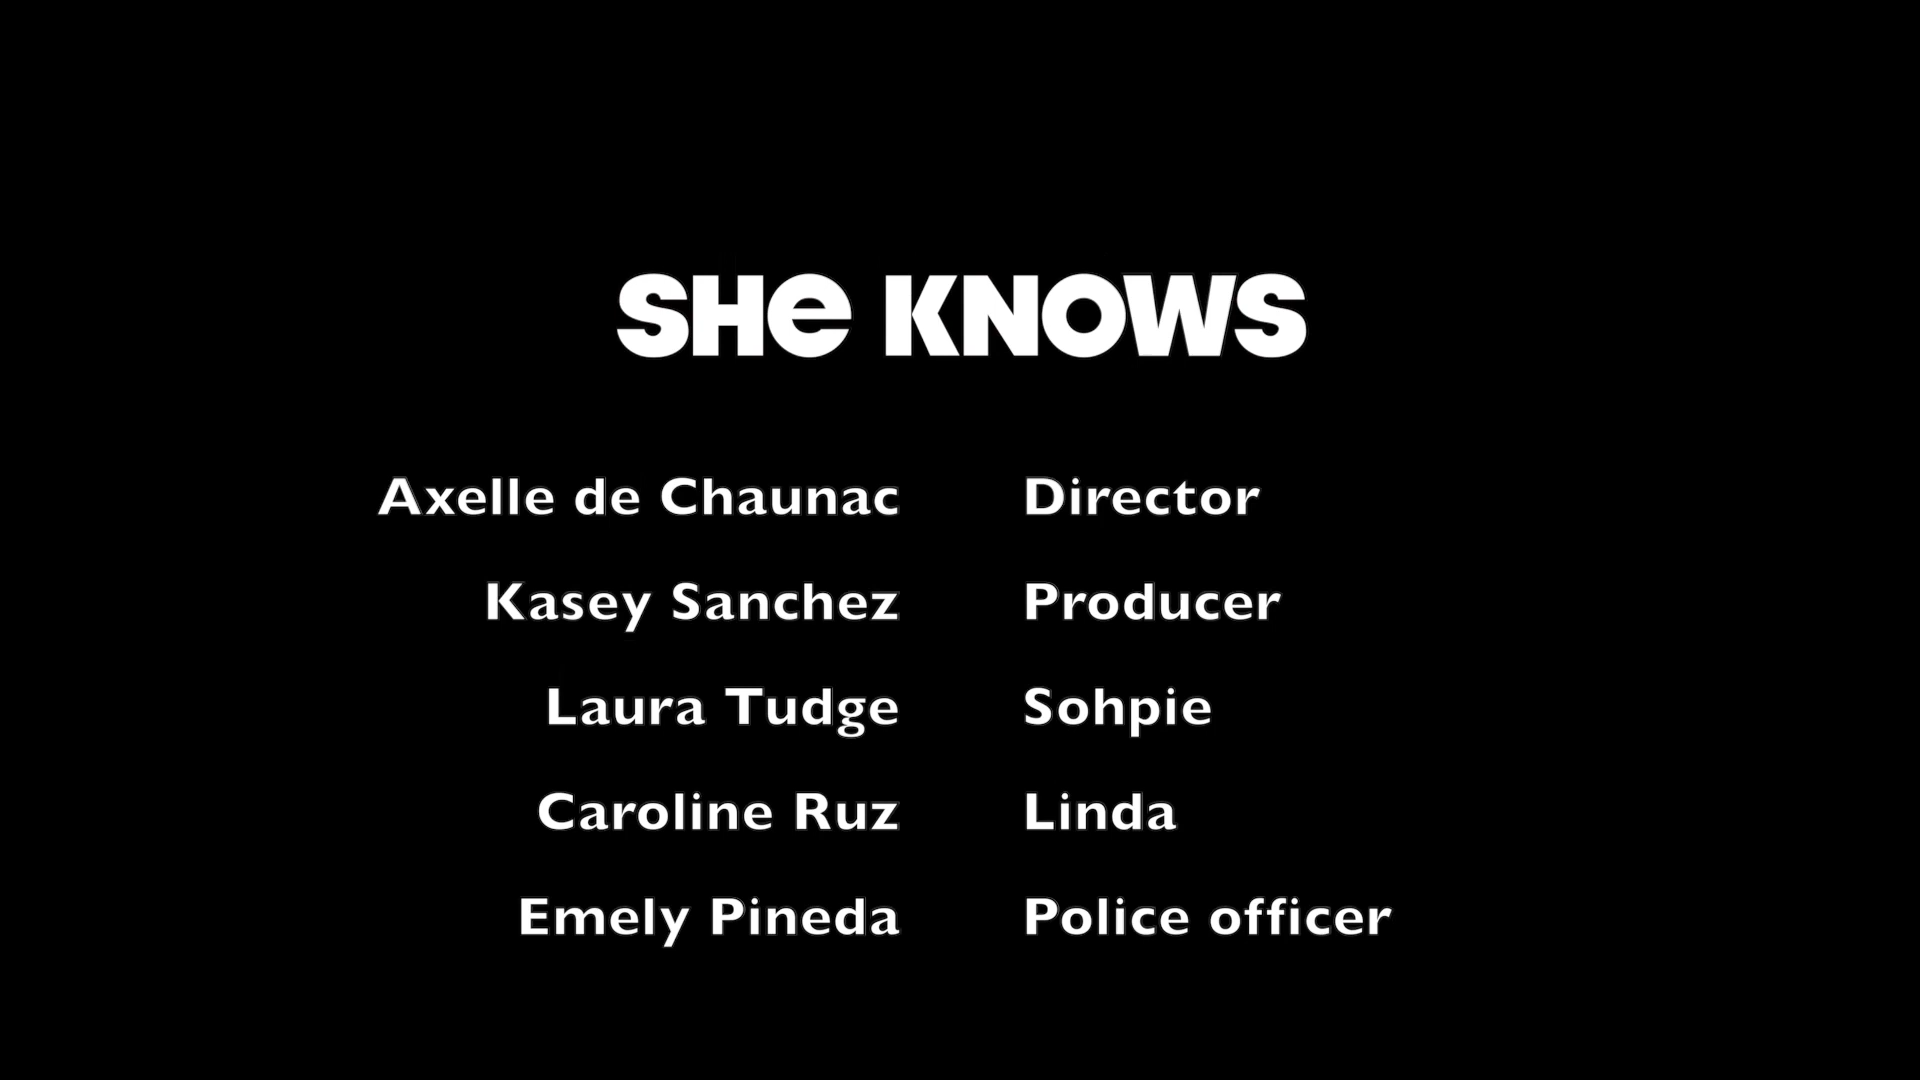 SHe KNOWS
Axelle de Chaunac Director
Kasey Sanchez Producer
Laura Tudge Sohpie
Caroline Ruz Linda
Emely Pineda Police officer